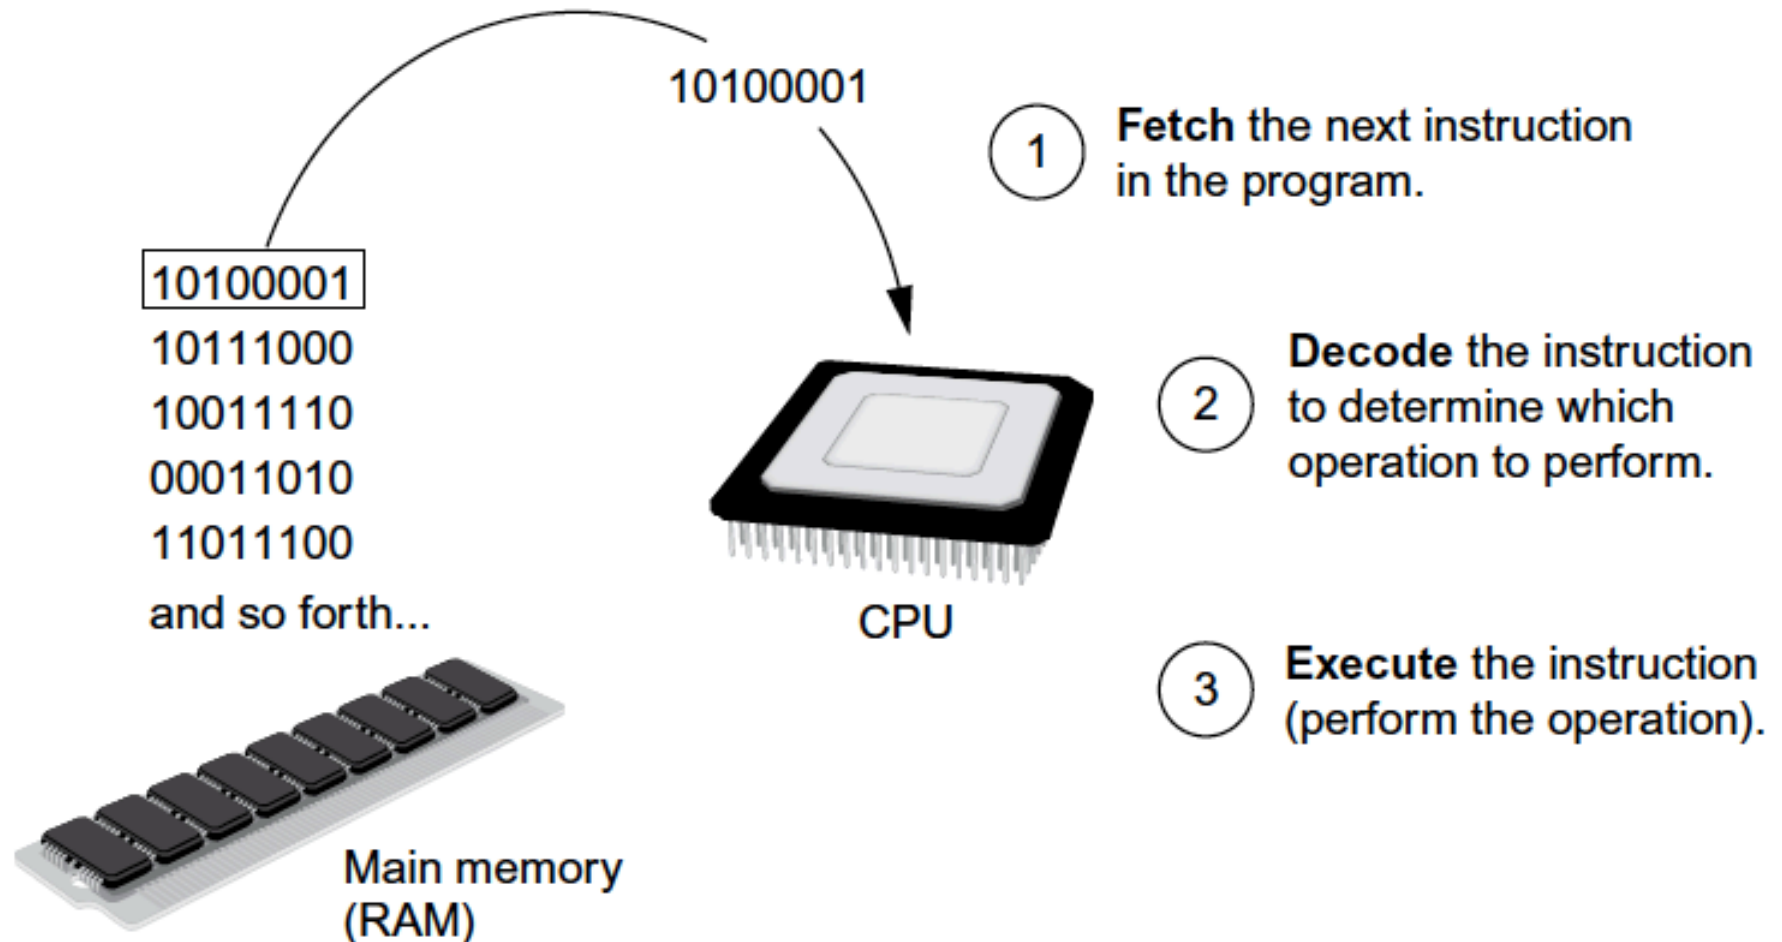 10100001
1
Fetch the next instruction
in the program.
10100001
10111000
10011110
00011010
11011100
and so forth...
2
Decode the instruction
to determine which
operation to perform.
CPU
3
Execute the instruction
(perform the operation).
Main memory
(RAM)